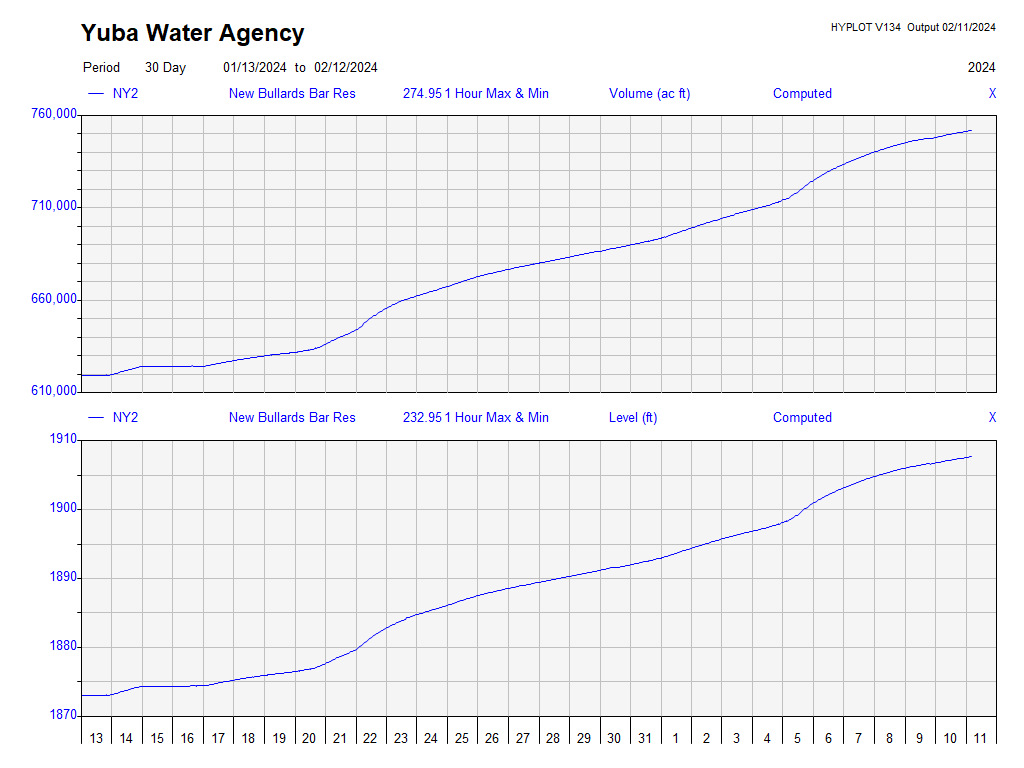 Yuba Water Agency
HYPLOT V134 Output 02/11/2024
Period 30 Day 01/13/2024 to 02/12/2024 2024
NY2 New Bullards Bar Res 274.95 1 Hour Max & Min Volume (ac ft) Computed X
760,000
710,000
660,000
610,000
NY2 New Bullards Bar Res 232.95 1 Hour Max & Min Level (ft) Computed X
1910
1900
1890
1880
1870
13 14 15 16 17 18 19 20 21 22 23 24 25 26 27 28 29 30 31 1 2 3 4 5 6 7 8 9 10 11